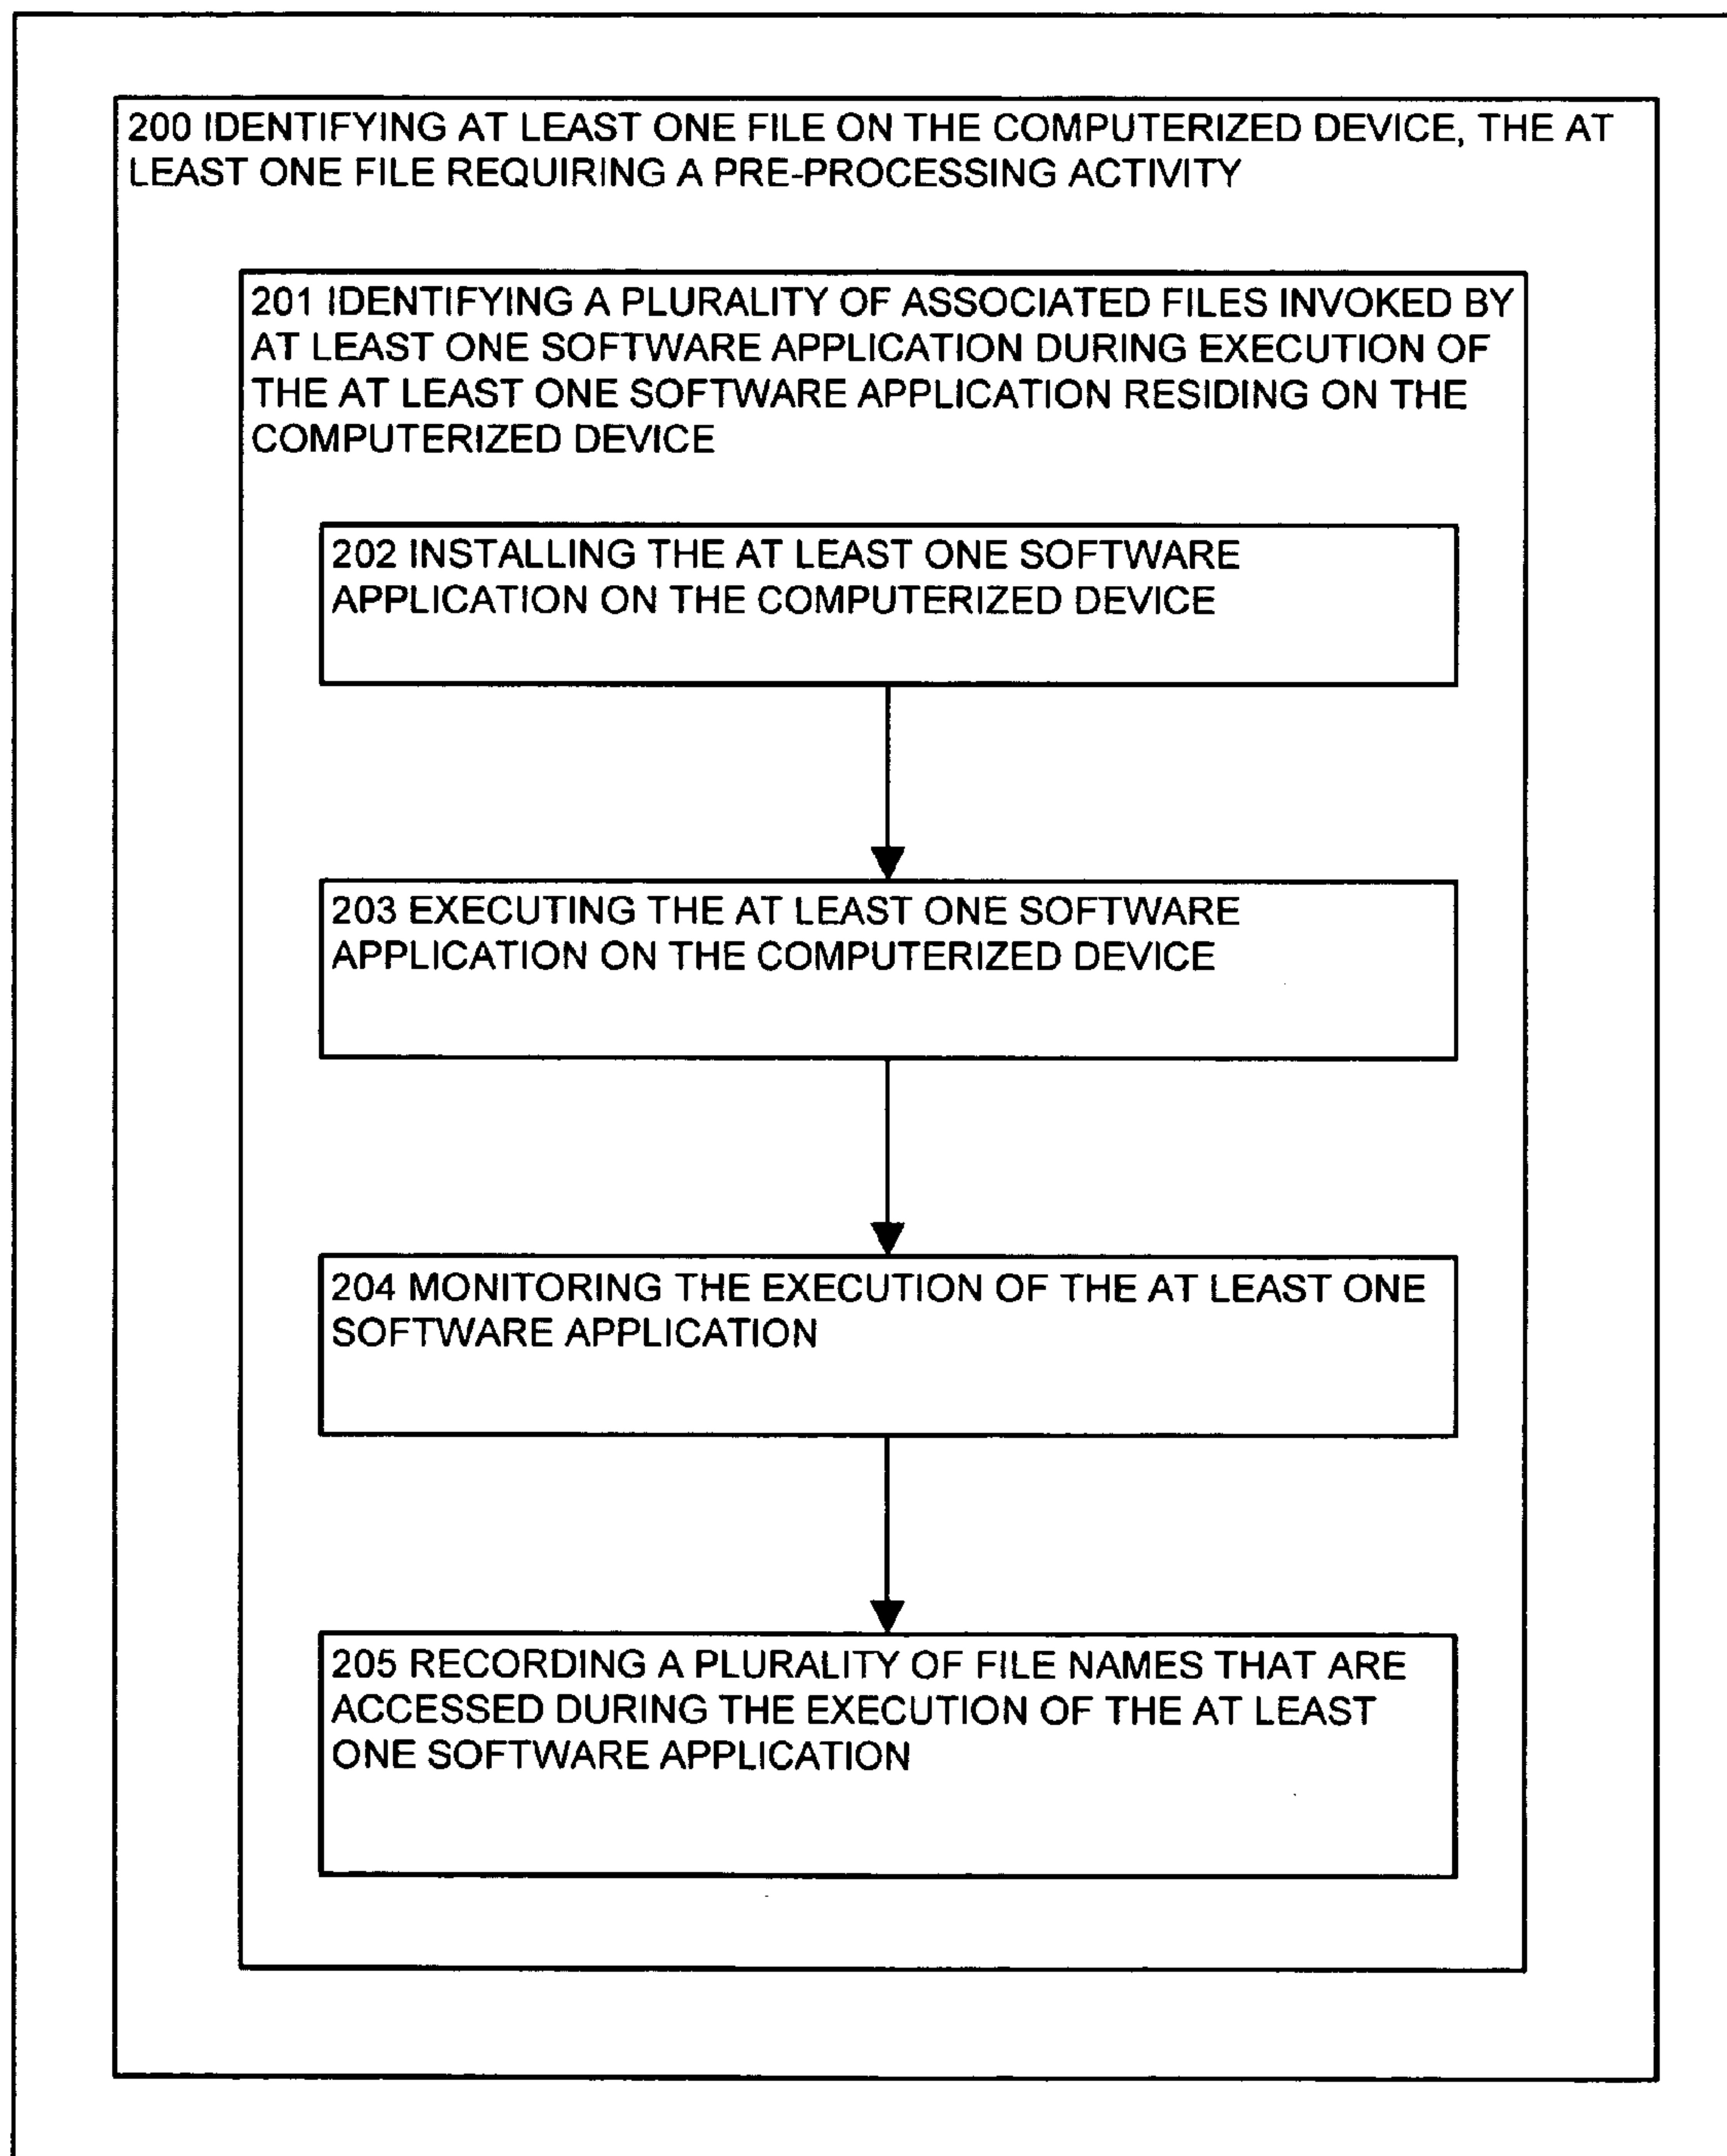 200 IDENTIFYING AT LEAST ONE FILE ON THE COMPUTERIZED DEVICE, THE AT
LEAST ONE FILE REQUIRING A PRE-PROCESSING ACTIVITY
201 IDENTIFYING A PLURALITY OF ASSOCIATED FILES INVOKED BY
AT LEAST ONE SOFTWARE APPLICATION DURING EXECUTION OF
THE AT LEAST ONE SOFTWARE APPLICATION RESIDING ON THE
COMPUTERIZED DEVICE
202 INSTALLING THE AT LEAST ONE SOFTWARE
APPLICATION ON THE COMPUTERIZED DEVICE
203 EXECUTING THE AT LEAST ONE SOFTWARE
APPLICATION ON THE COMPUTERIZED DEVICE
204 MONITORING THE EXECUTION OF THE AT LEAST ONE
SOFTWARE APPLICATION
205 RECORDING A PLURALITY OF FILE NAMES THAT ARE
ACCESSED DURING THE EXECUTION OF THE AT LEAST
ONE SOFTWARE APPLICATION